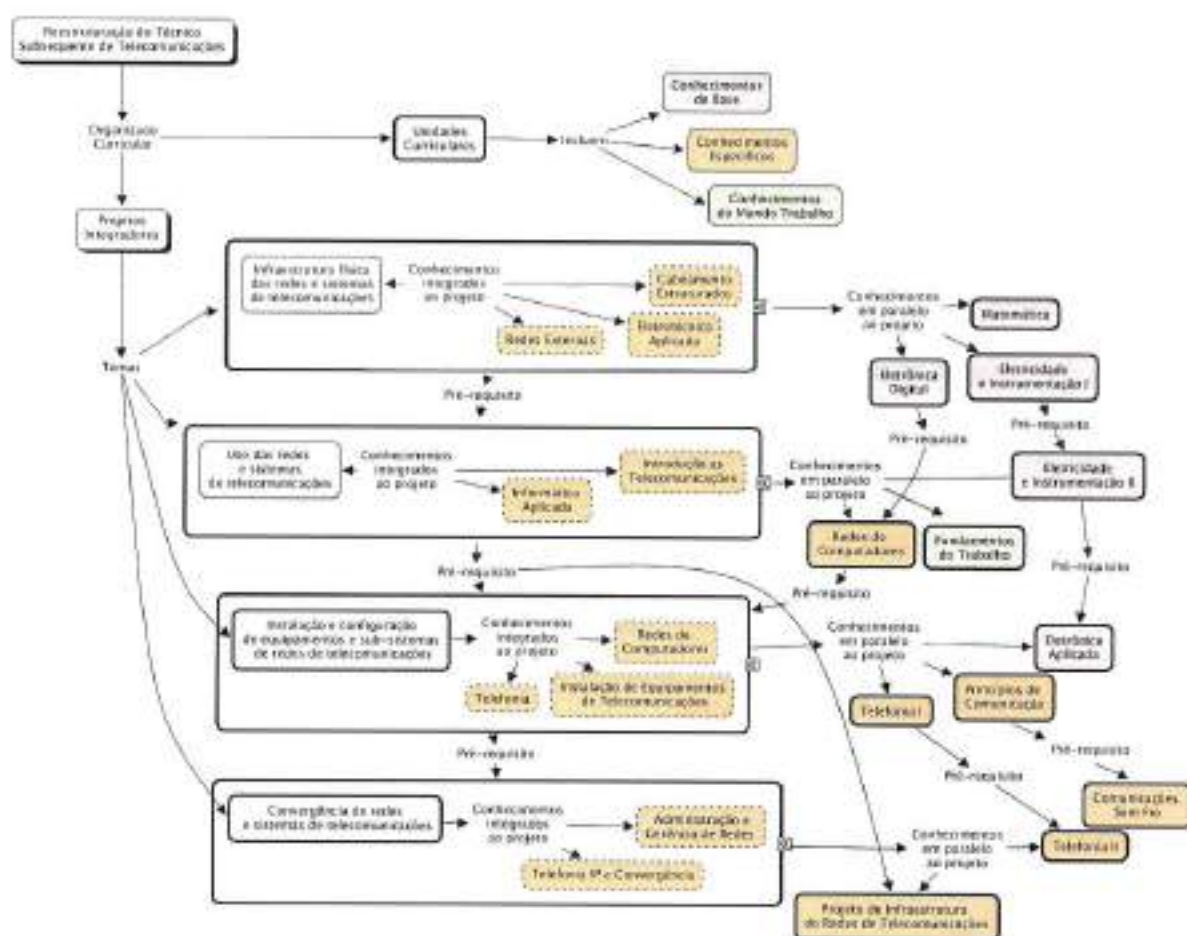 Reestruturação do Técnico
Subsequente de Telecomunicações
Organização
Curricular
Unidades
Curriculares
Incluem
Conhecimentos
de Base
Conhecimentos
Específicos
Conhecimentos
do Mundo Trabalho
Projetos
Integradores
Temas
Infraestrutura física
das redes e sistemas
de telecomunicações
Conhecimentos
integrados
ao projeto
Cabeamento
Estruturados
Redes Externas
Eletrotécnica
Aplicada
Conhecimentos
em paralelo
ao projeto
Matemática
Eletrônica
Digital
Eletricidade
e Instrumentação I
Pré-requisito
Pré-requisito
Pré-requisito
Uso das redes
e sistemas
de telecomunicações
Conhecimentos
integrados
ao projeto
Introdução as
Telecomunicações
Informática
Aplicada
Conhecimentos
em paralelo
ao projeto
Eletricidade
e Instrumentação II
Redes de
Computadores
Fundamentos
do Trabalho
Pré-requisito
Pré-requisito
Pré-requisito
Instalação e configuração
de equipamentos e sub-sistemas
de redes de telecomunicações
Conhecimentos
integrados
ao projeto
Redes de
Computadores
Telefonia
Instalação de Equipamentos
de Telecomunicações
Conhecimentos
em paralelo
ao projeto
Eletrônica
Aplicada
Telefonia I
Princípios de
Comunicação
Pré-requisito
Pré-requisito
Pré-requisito
Convergência de redes
e sistemas de telecomunicações
Conhecimentos
integrados
ao projeto
Administração e
Gerência de Redes
Telefonia IP e Convergência
Conhecimentos
em paralelo
ao projeto
Comunicações
Sem Fio
Telefonia II
Projeto de Infraestrutura
de Redes de Telecomunicações